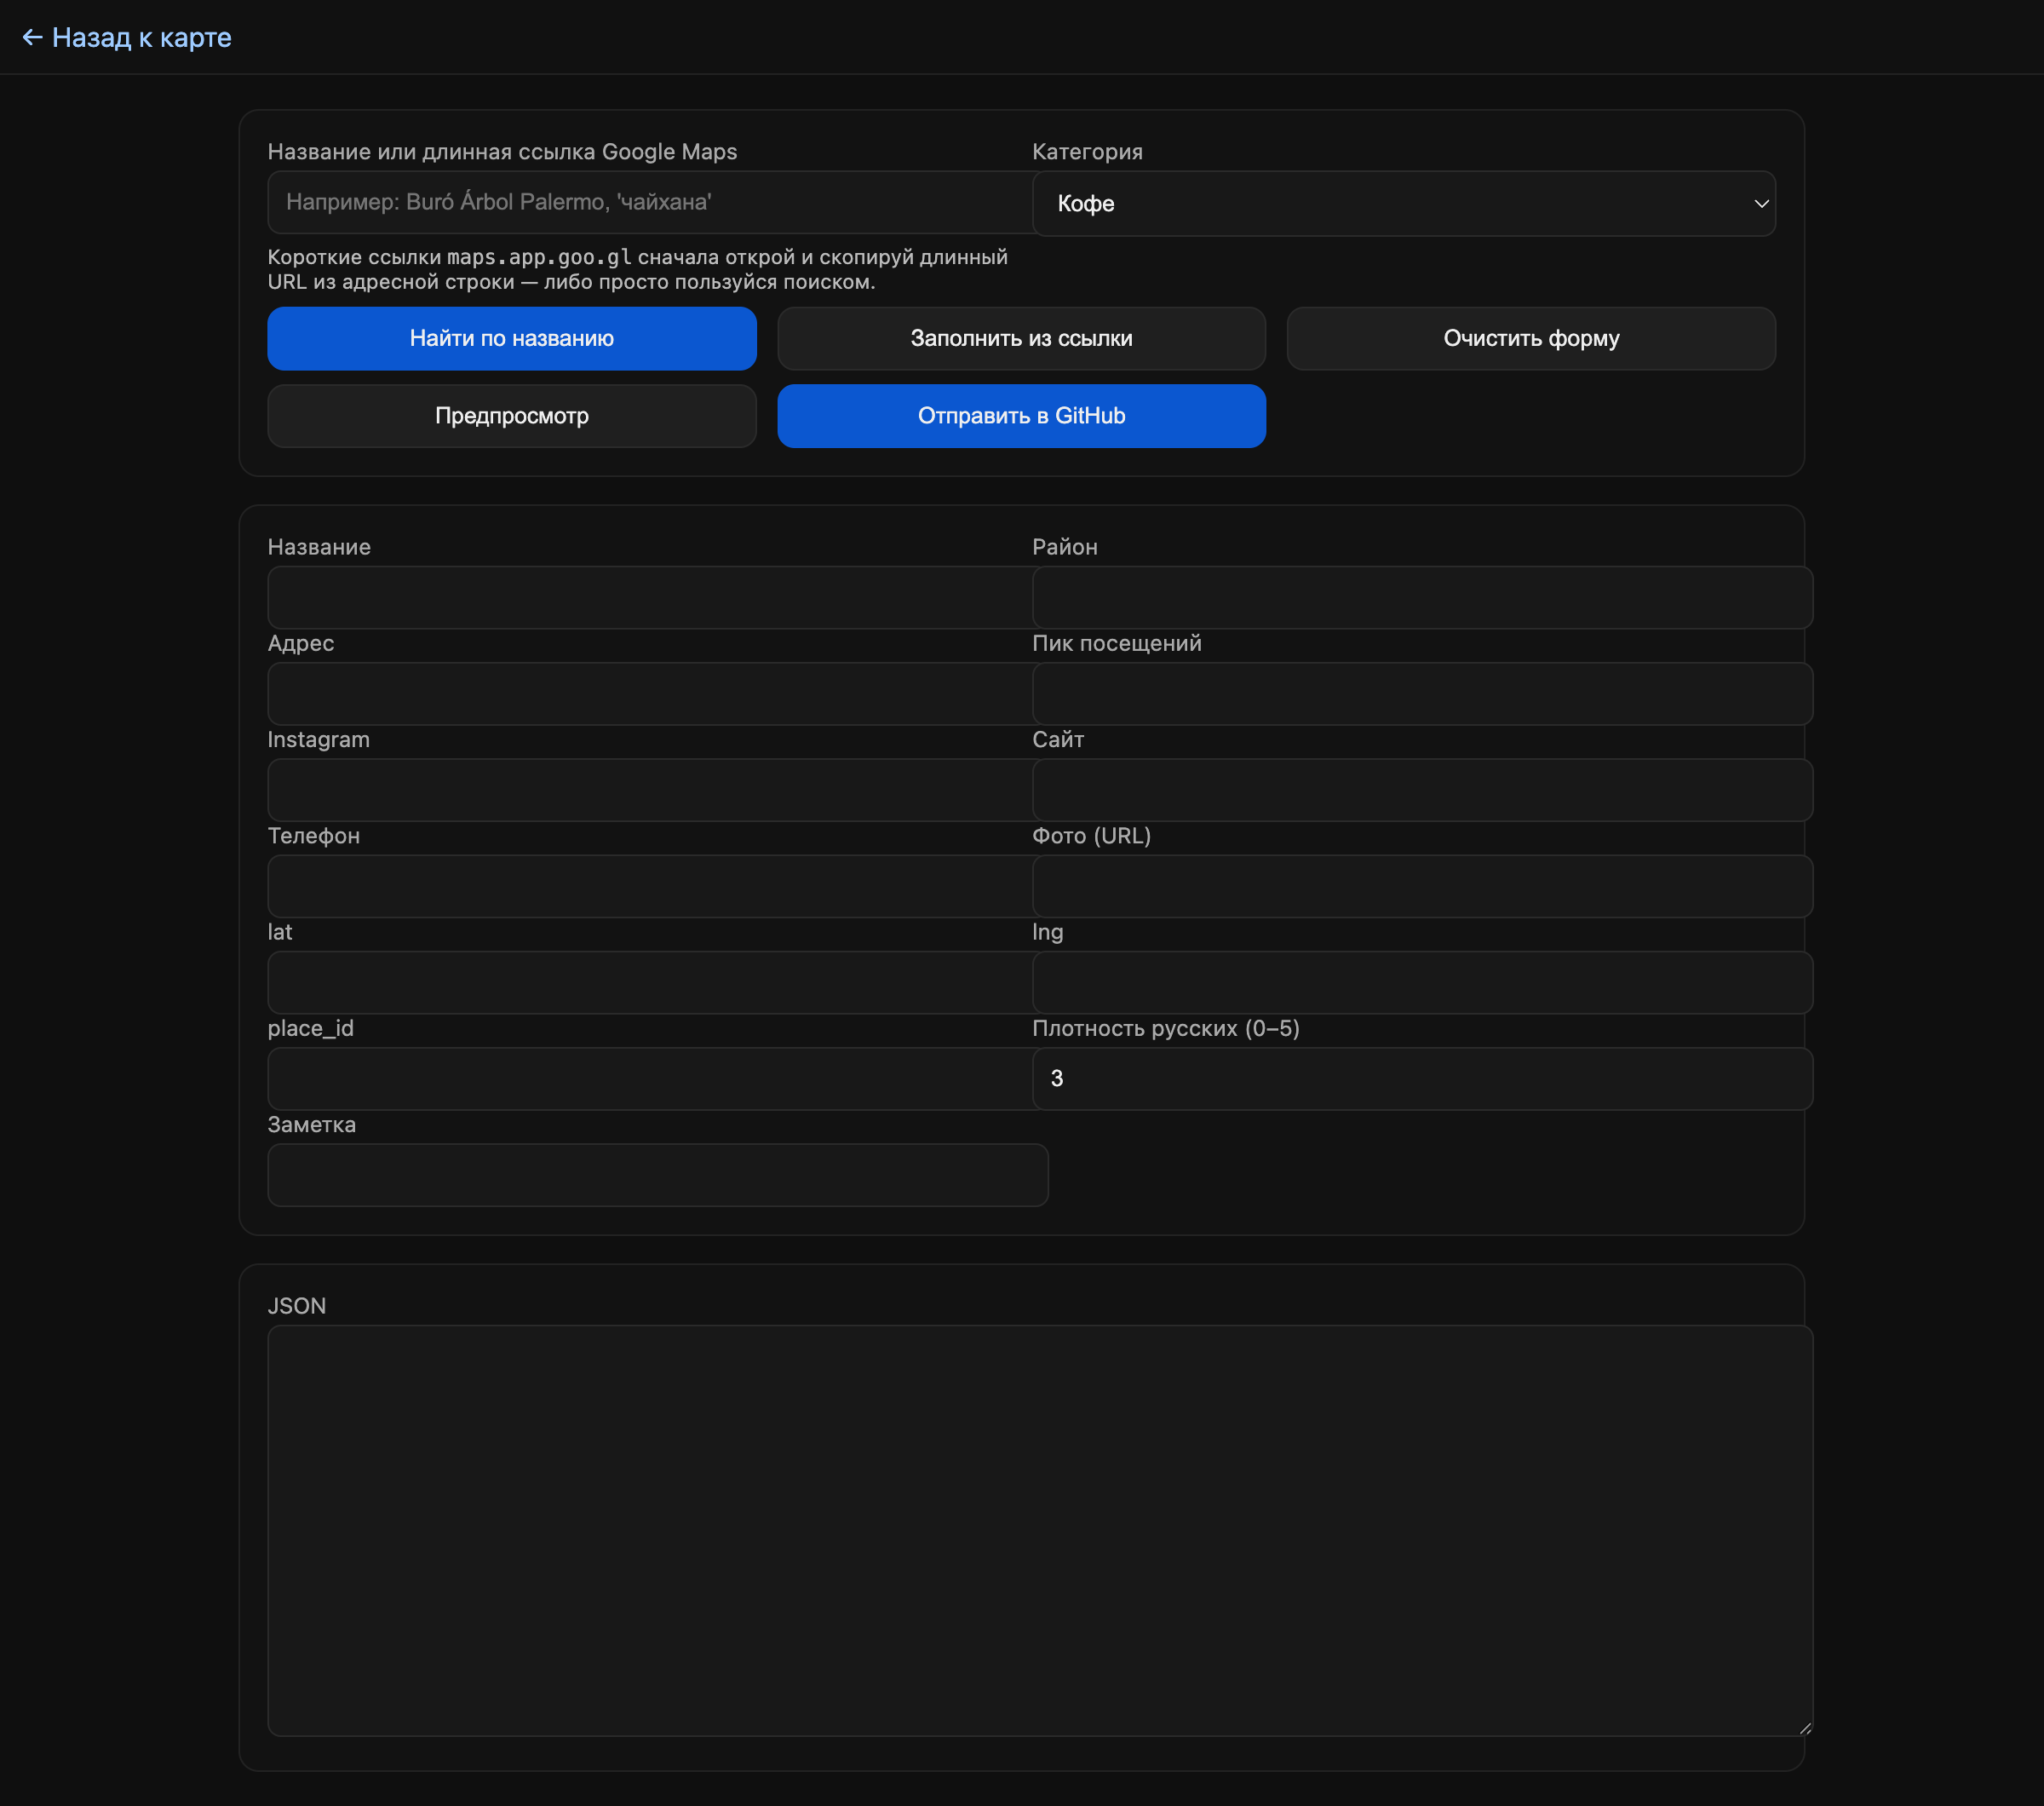 ← Назад к карте
Название или длинная ссылка Google Maps
Категория
Например: Buró Árbol Palermo, 'чайхана'
Кофе
Короткие ссылки maps.app.goo.gl сначала открой и скопируй длинный
URL из адресной строки — либо просто пользуйся поиском.
Найти по названию
Заполнить из ссылки
Очистить форму
Предпросмотр
Отправить в GitHub
Название
Район
Адрес
Пик посещений
Instagram
Сайт
Телефон
Фото (URL)
lat
lng
place_id
Плотность русских (0–5)
3
Заметка
JSON